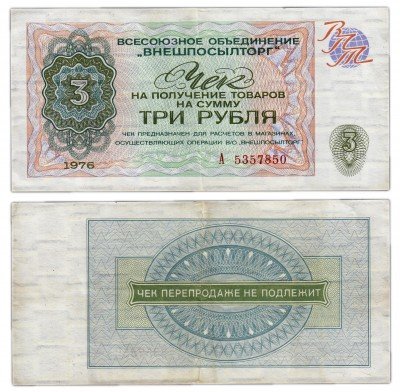 ВСЕСОЮЗНОЕ ОБЪЕДИНЕНИЕ
"ВНЕШПОСЫЛТОРГ"
ВПТ
Чек
НА ПОЛУЧЕНИЕ ТОВАРОВ
НА СУММУ
ТРИ РУБЛЯ
3
ЧЕК ПРЕДНАЗНАЧЕН ДЛЯ РАСЧЕТОВ В МАГАЗИНАХ,
ОСУЩЕСТВЛЯЮЩИХ ОПЕРАЦИИ В/О „ВНЕШПОСЫЛТОРГ"
3
1976
А 5357850
ЧЕК ПЕРЕПРОДАЖЕ НЕ ПОДЛЕЖИТ